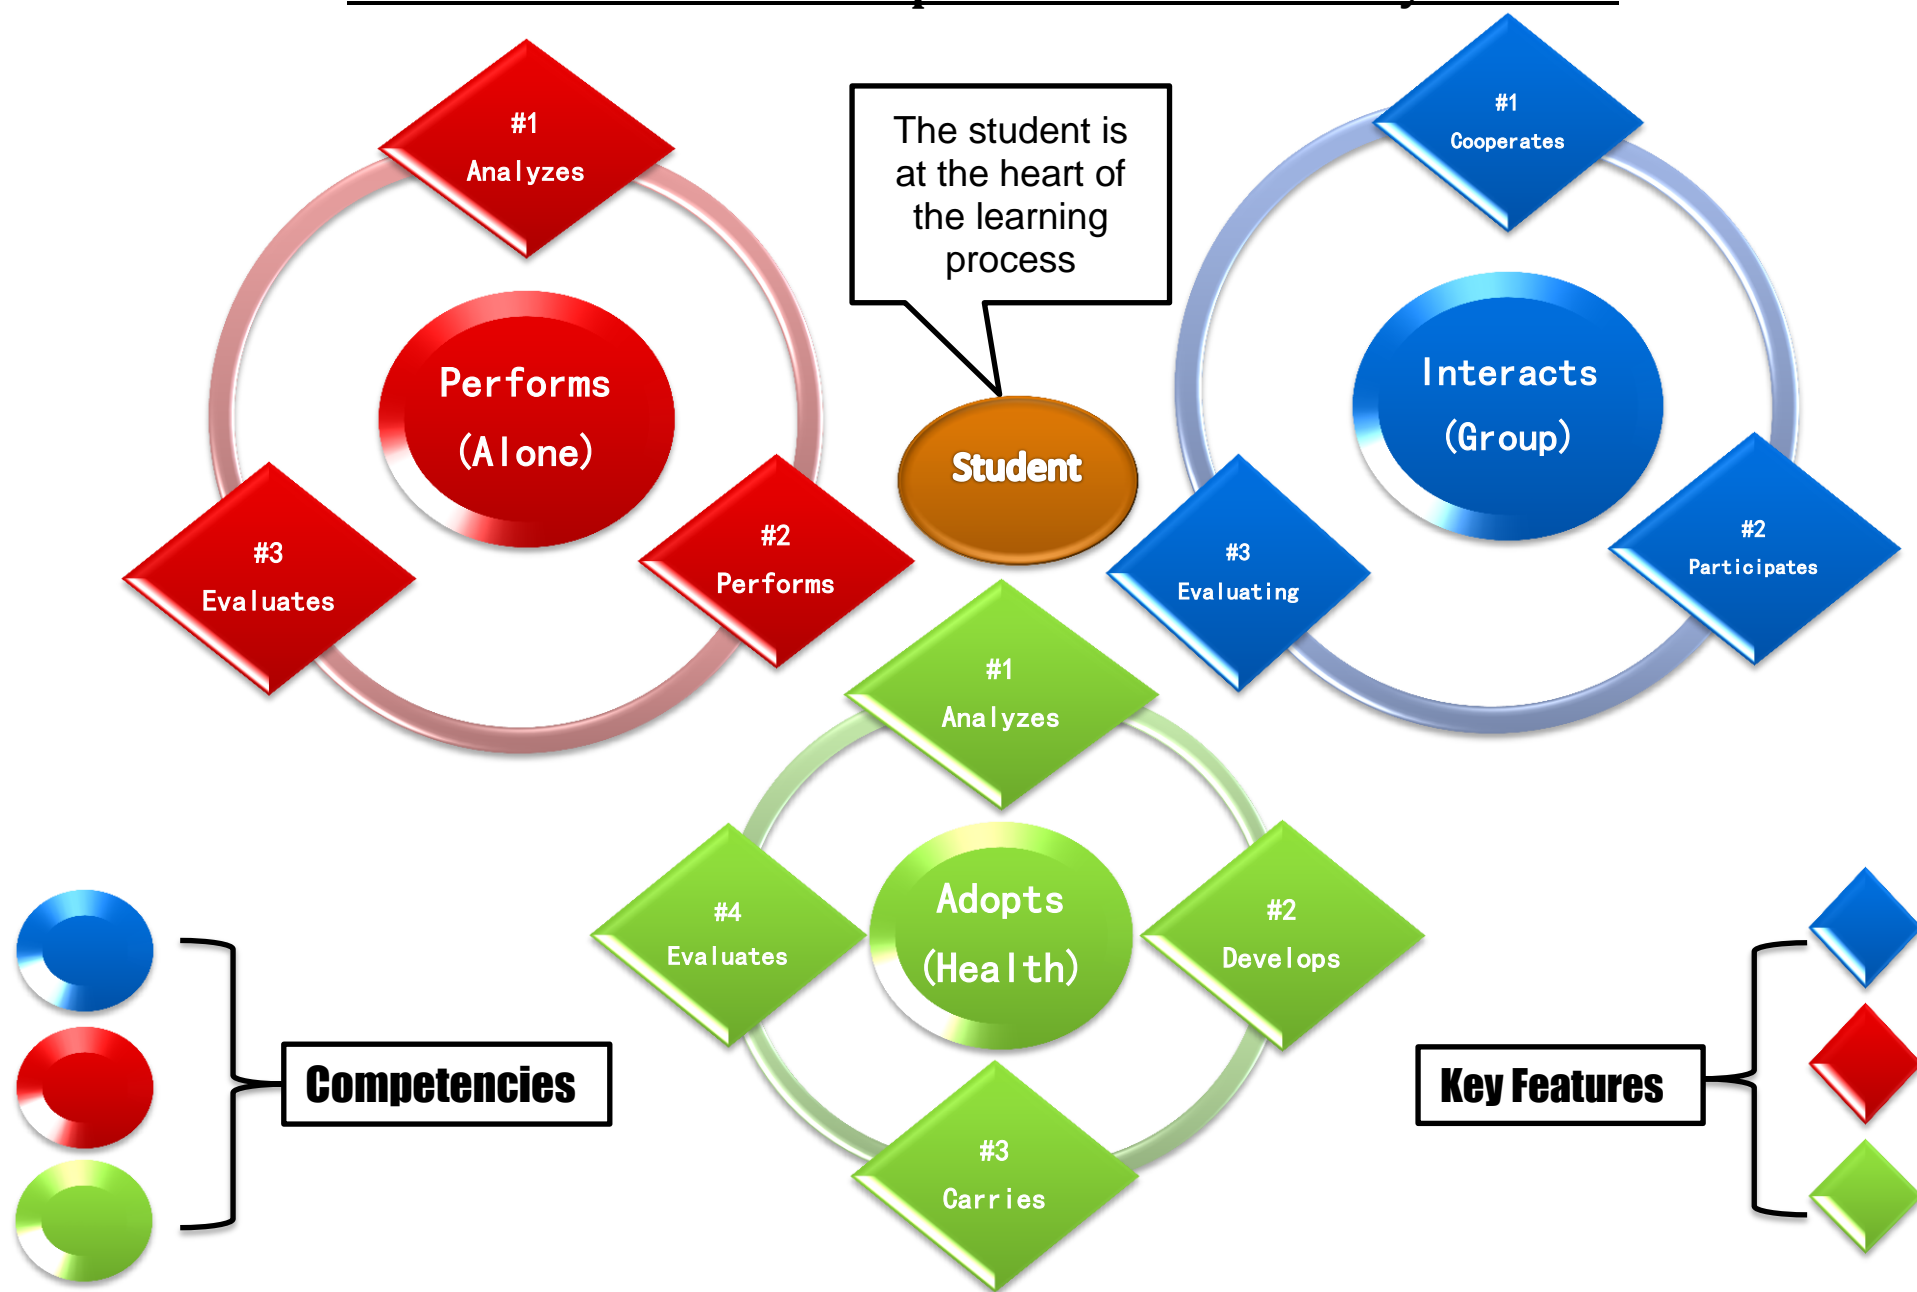 #1
Analyzes
Performs
(Alone)
#2
Performs
#3
Evaluates
The student is
at the heart of
the learning
process
Student
#1
Cooperates
Interacts
(Group)
#2
Participates
#3
Evaluating
#1
Analyzes
Adopts
(Health)
#2
Develops
#3
Carries
#4
Evaluates
Competencies
Key Features